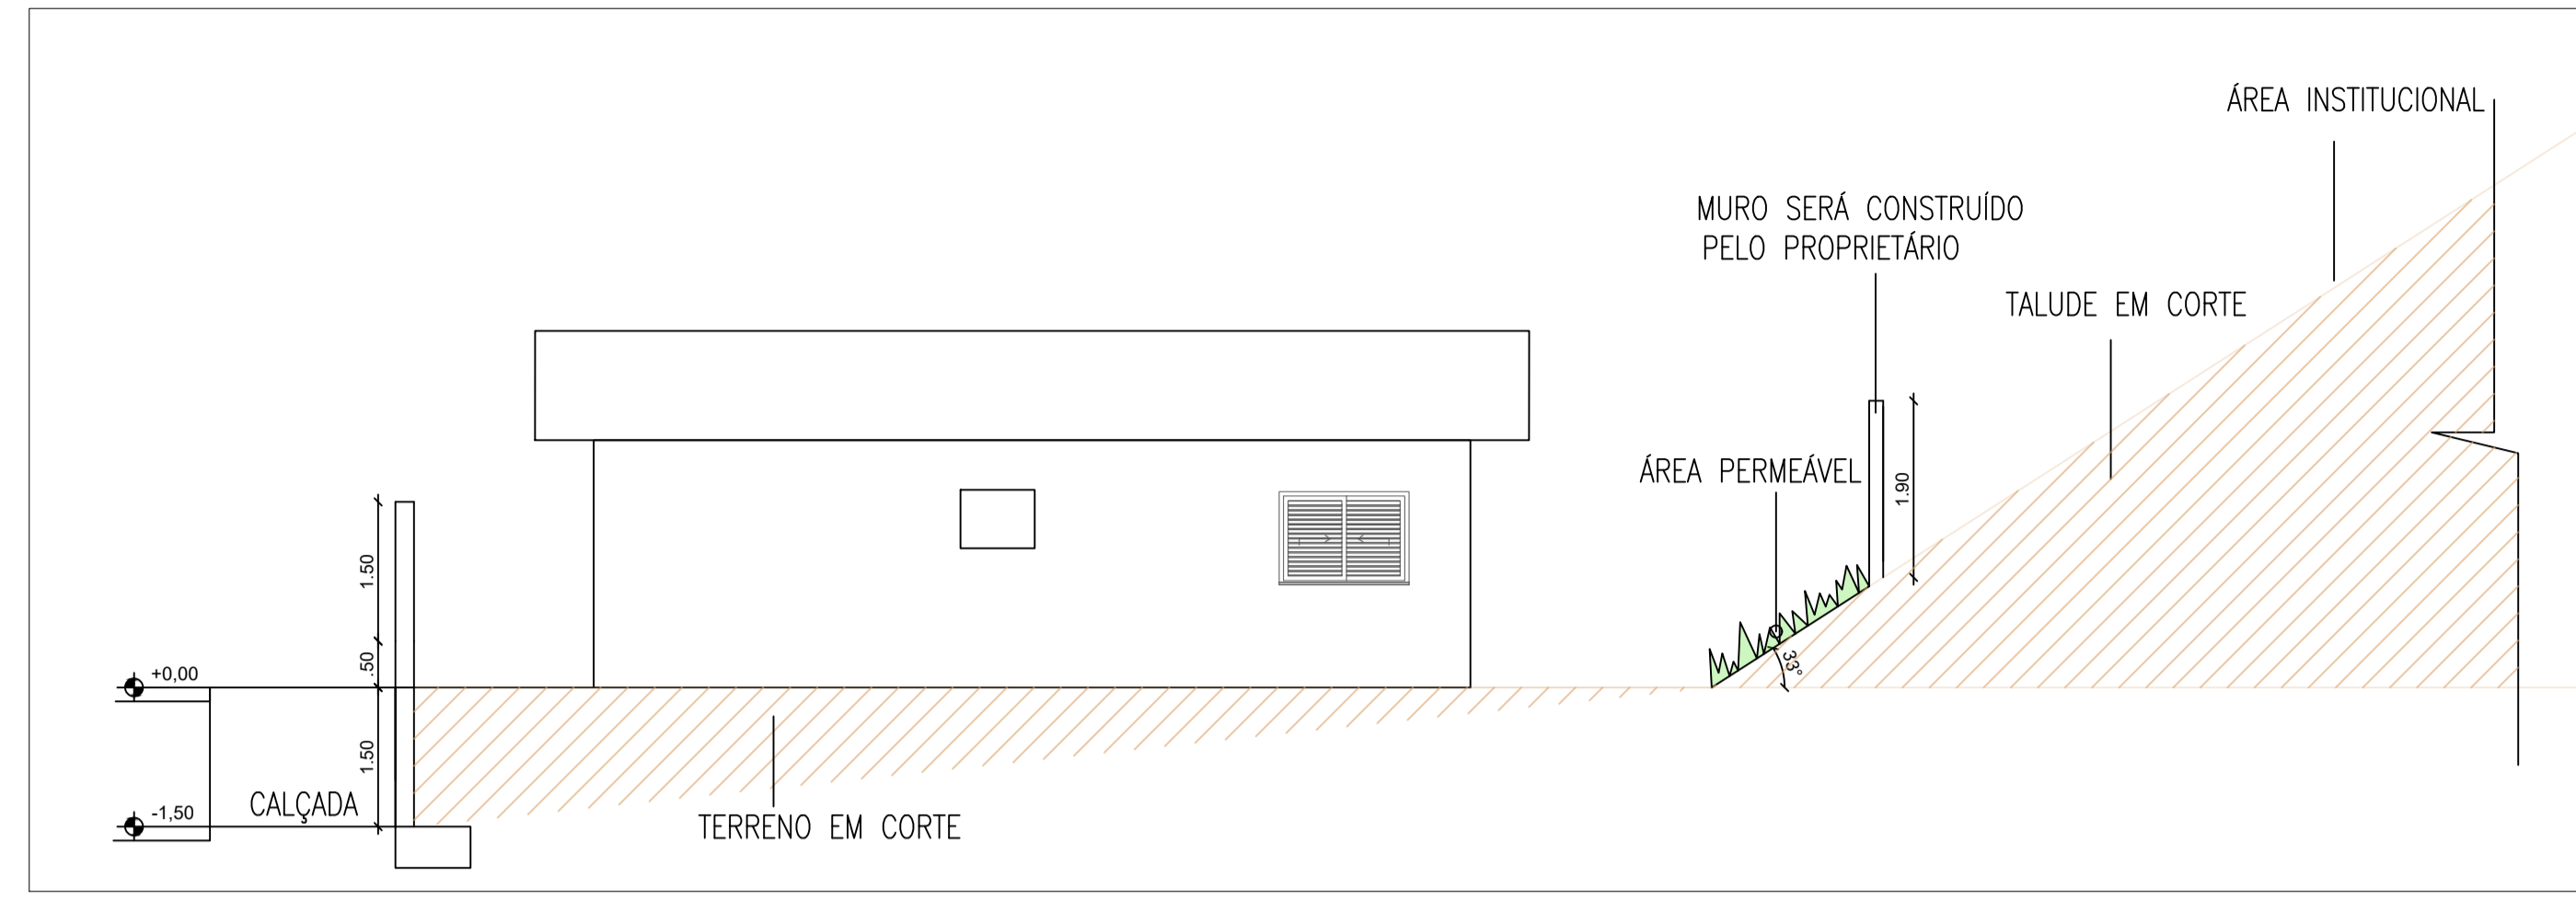 ÁREA INSTITUCIONAL
MURO SERÁ CONSTRUÍDO
PELO PROPRIETÁRIO
TALUDE EM CORTE
ÁREA PERMEÁVEL
1.90
33°
1.50
.50
+0,00
1.50
-1,50
CALÇADA
TERRENO EM CORTE